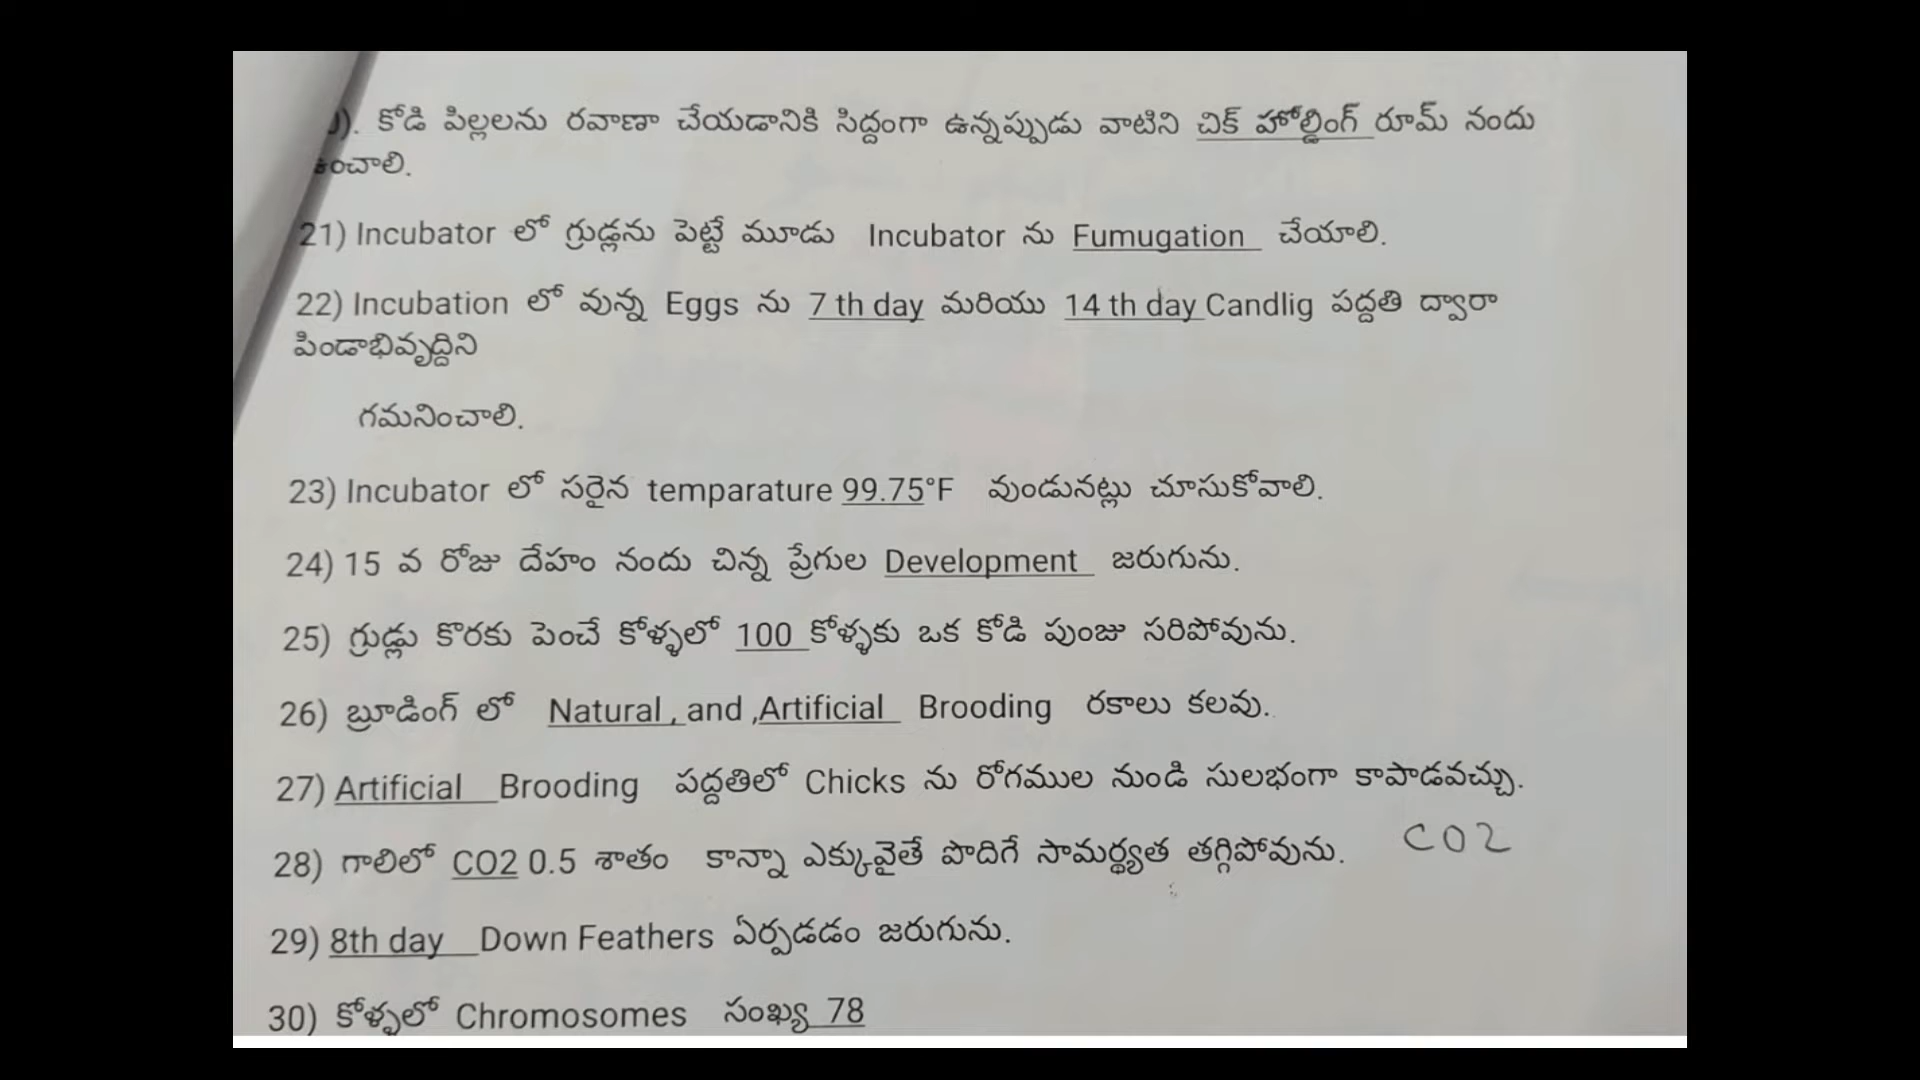 ). కోడి పిల్లలను రవాణా చేయడానికి సిద్దంగా ఉన్నప్పుడు వాటిని చిక్ హోల్డింగ్ రూమ్ నందు
ంచాలి.
21) Incubator లో గ్రుడ్లను పెట్టే మూడు Incubator ను Fumugation చేయాలి.
22) Incubation లో వున్న Eggs ను 7 th day మరియు 14 th day Candlig పద్దతి ద్వారా
పిండాభివృద్దిని
గమనించాలి.
23) Incubator లో సరైన temparature 99.75°F వుండునట్లు చూసుకోవాలి.
24) 15 వ రోజు దేహం నందు చిన్న ప్రేగుల Development జరుగును.
25) గ్రుడ్లు కొరకు పెంచే కోళ్ళలో 100 కోళ్ళకు ఒక కోడి పుంజు సరిపోవును.
26) బ్రూడింగ్ లో Natural, and ,Artificial Brooding రకాలు కలవు.
27) Artificial Brooding పద్దతిలో Chicks ను రోగముల నుండి సులభంగా కాపాడవచ్చు.
28) గాలిలో CO2 0.5 శాతం కాన్నా ఎక్కువైతే పొదిగే సామర్థ్యత తగ్గిపోవును. CO2
29) 8th day Down Feathers ఏర్పడడం జరుగును.
30) కోళ్ళలో Chromosomes సంఖ్య 78